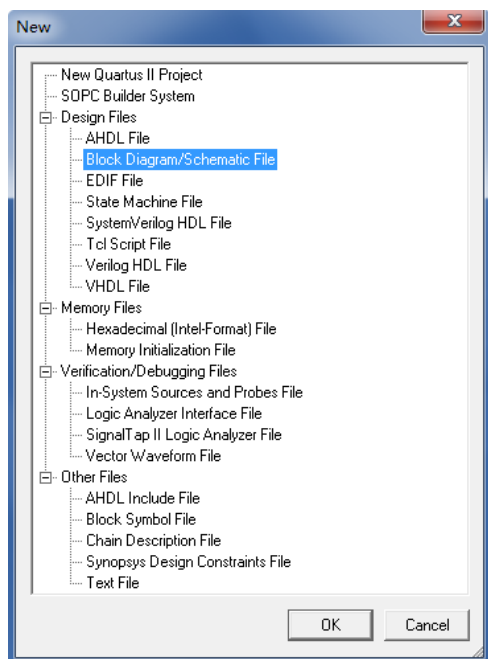 New
New Quartus II Project
SOPC Builder System
Design Files
AHDL File
Block Diagram/Schematic File
EDIF File
State Machine File
SystemVerilog HDL File
Tcl Script File
Verilog HDL File
VHDL File
Memory Files
Hexadecimal (Intel-Format) File
Memory Initialization File
Verification/Debugging Files
In-System Sources and Probes File
Logic Analyzer Interface File
SignalTap II Logic Analyzer File
Vector Waveform File
Other Files
AHDL Include File
Block Symbol File
Chain Description File
Synopsys Design Constraints File
Text File
OK Cancel